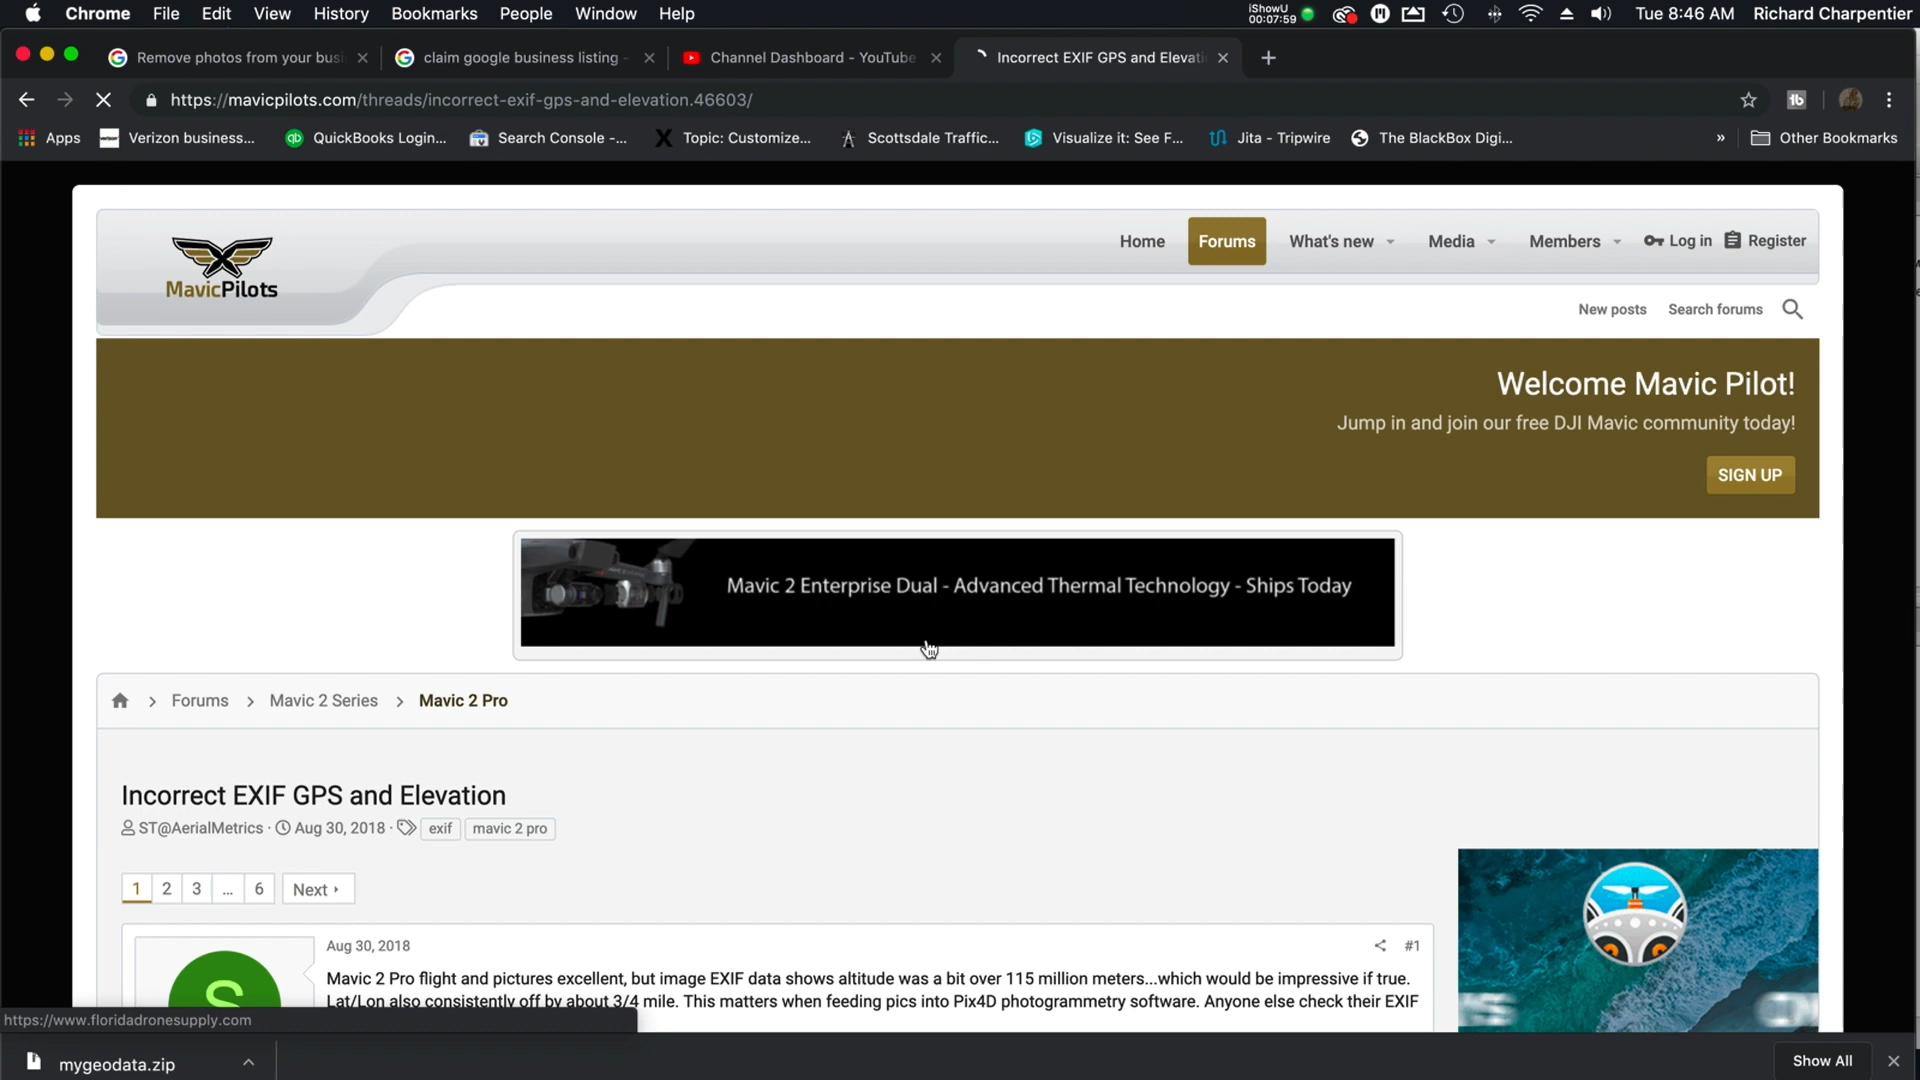 Chrome File Edit View History Bookmarks People Window Help iShowU 00:07:59 Tue 8:46 AM Richard Charpentier
Remove photos from your busi claim google business listing - Channel Dashboard - YouTube Incorrect EXIF GPS and Elevati
https://mavicpilots.com/threads/incorrect-exif-gps-and-elevation.46603/
Apps Verizon business... QuickBooks Login... Search Console -... Topic: Customize... Scottsdale Traffic... Visualize it: See F... Jita - Tripwire The BlackBox Digi... » Other Bookmarks
MavicPilots
Home Forums What's new Media Members Log in Register
New posts Search forums
Welcome Mavic Pilot!
Jump in and join our free DJI Mavic community today!
SIGN UP
Mavic 2 Enterprise Dual - Advanced Thermal Technology - Ships Today
Forums Mavic 2 Series Mavic 2 Pro
Incorrect EXIF GPS and Elevation
ST@AerialMetrics · Aug 30, 2018 · exif mavic 2 pro
1 2 3 ... 6 Next
Aug 30, 2018 #1
Mavic 2 Pro flight and pictures excellent, but image EXIF data shows altitude was a bit over 115 million meters...which would be impressive if true.
Lat/Lon also consistently off by about 3/4 mile. This matters when feeding pics into Pix4D photogrammetry software. Anyone else check their EXIF
S
https://www.floridadronesupply.com
mygeodata.zip Show All